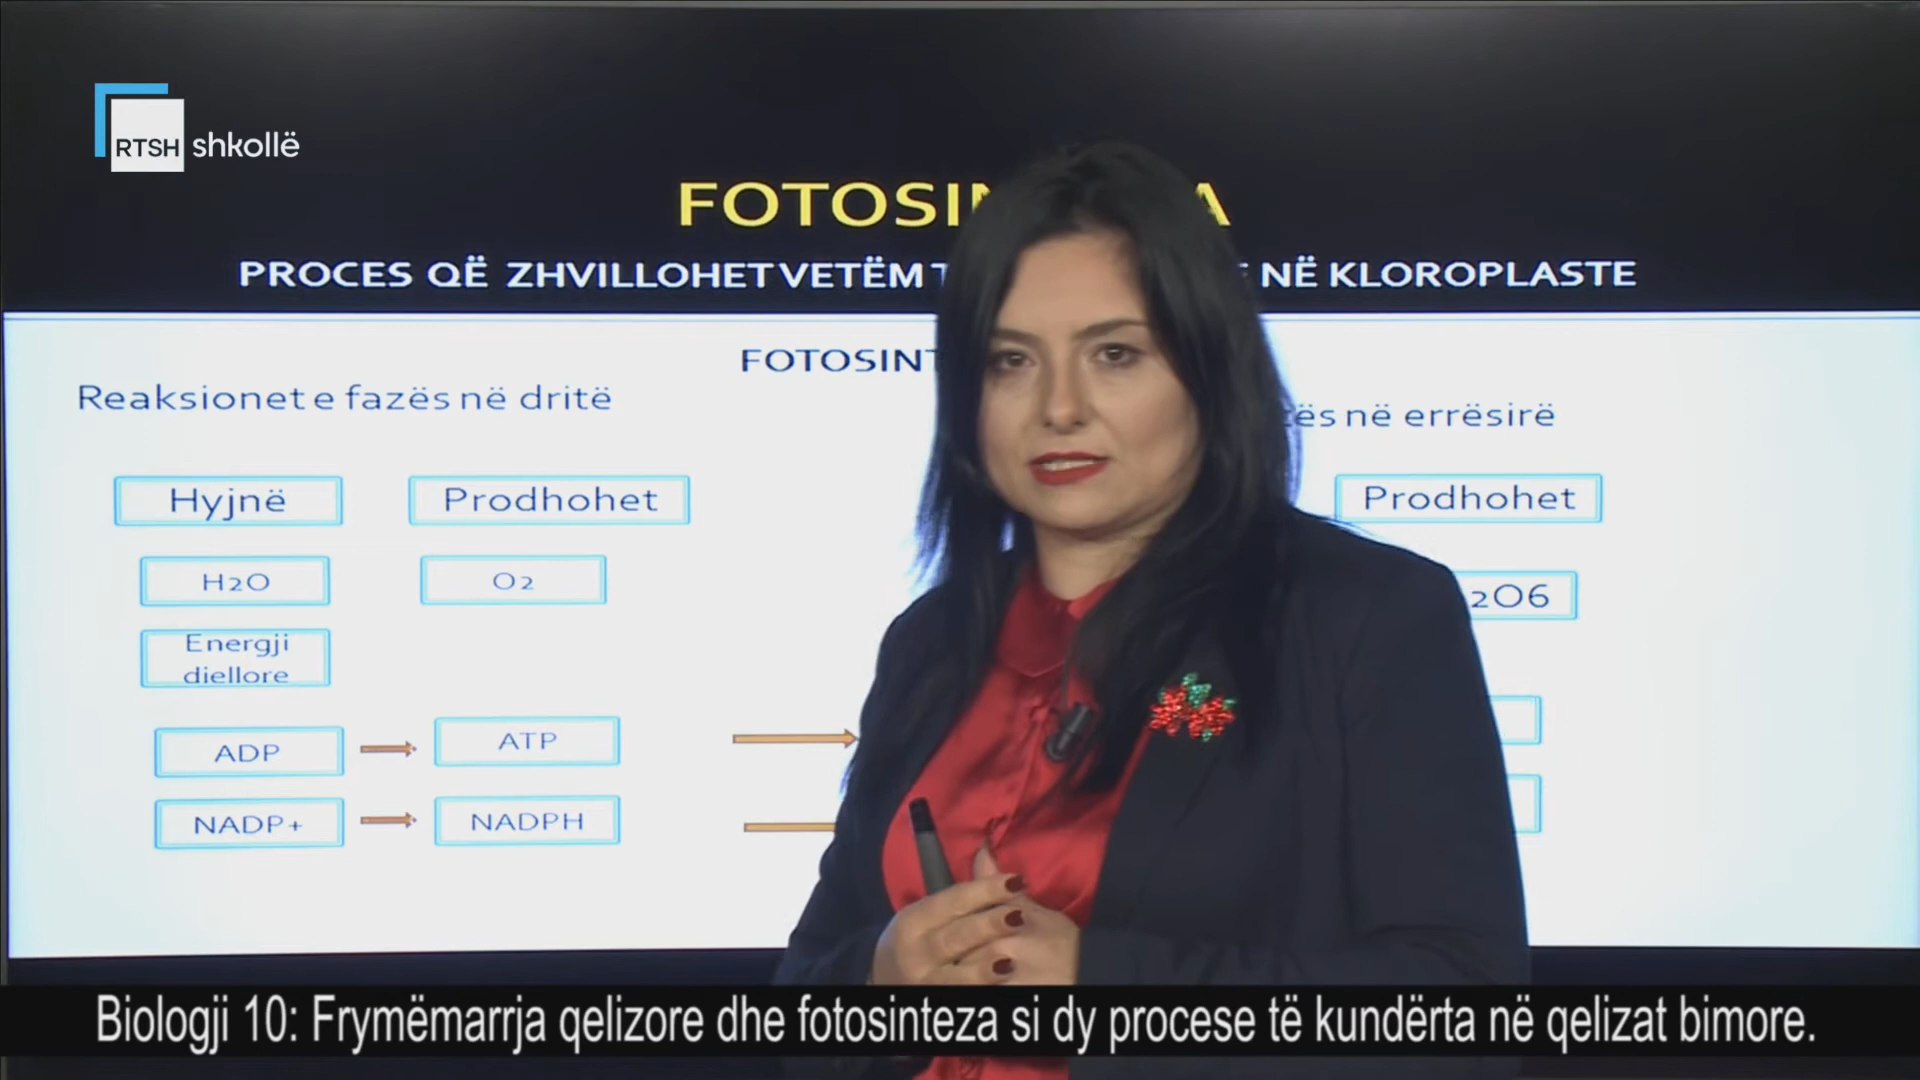 RTSH shkollë
FOTOSI
PROCES QË ZHVILLOHET VETËM NË KLOROPLASTE
Reaksionet e fazës në dritë
në errësirë
Hyjnë
Prodhohet
Prodhohet
H2O
O2
2O6
Energji
diellore
ADP
ATP
NADP+
NADPH
Biologji 10: Frymëmarrja qelizore dhe fotosinteza si dy procese të kundërta në qelizat bimore.